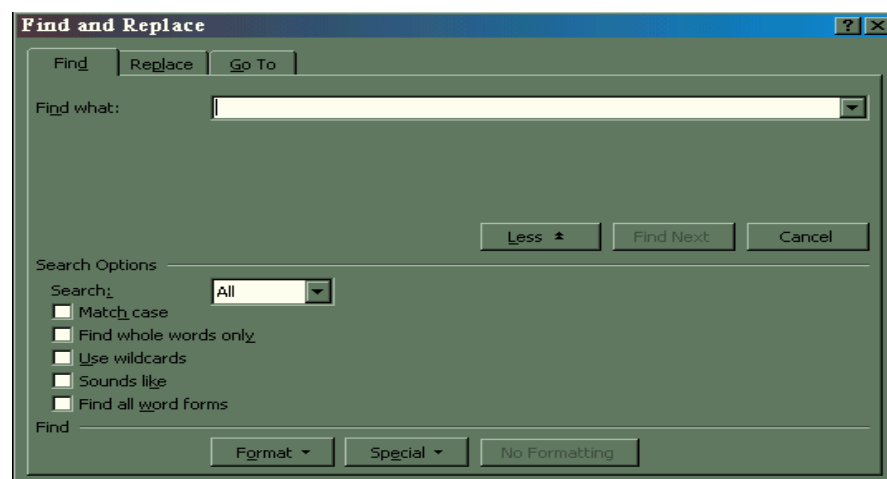 Find and Replace
Find Replace Go To
Find what:
Less Find Next Cancel
Search Options
Search: All
Match case
Find whole words only
Use wildcards
Sounds like
Find all word forms
Find
Format Special No Formatting